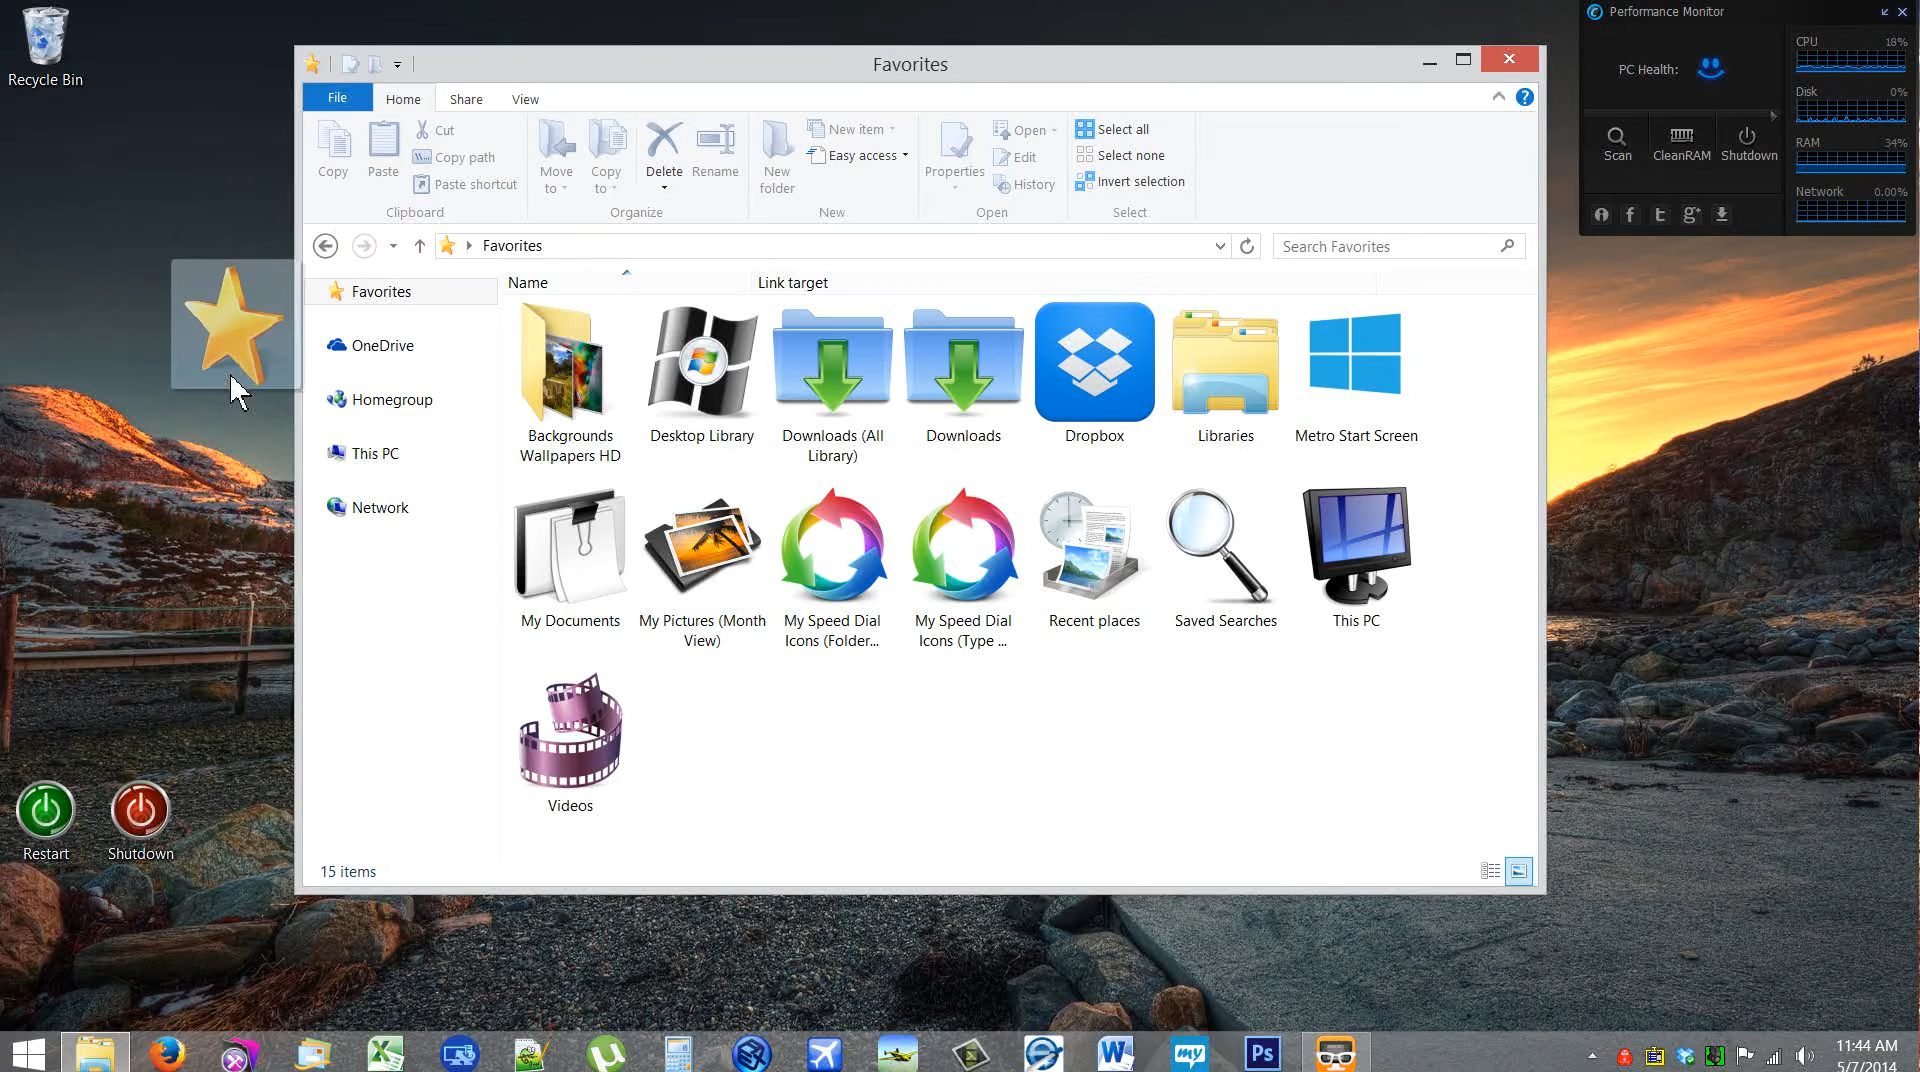 Recycle Bin
Favorites
File
Home
Share
View
Copy
Paste
Cut
Copy path
Paste shortcut
Clipboard
Move to
Copy to
Delete
Rename
Organize
New folder
New item
Easy access
New
Properties
Open
Edit
History
Open
Select all
Select none
Invert selection
Select
Favorites
Search Favorites
Favorites
OneDrive
Homegroup
This PC
Network
Name
Link target
Backgrounds
Wallpapers HD
Desktop Library
Downloads (All
Library)
Downloads
Dropbox
Libraries
Metro Start Screen
My Documents
My Pictures (Month
View)
My Speed Dial
Icons (Folder...
My Speed Dial
Icons (Type ...
Recent places
Saved Searches
This PC
Videos
15 items
Restart
Shutdown
Performance Monitor
PC Health:
Scan
CleanRAM
Shutdown
CPU 18%
Disk 0%
RAM 34%
Network 0.00%
my
Ps
11:44 AM
5/7/2014